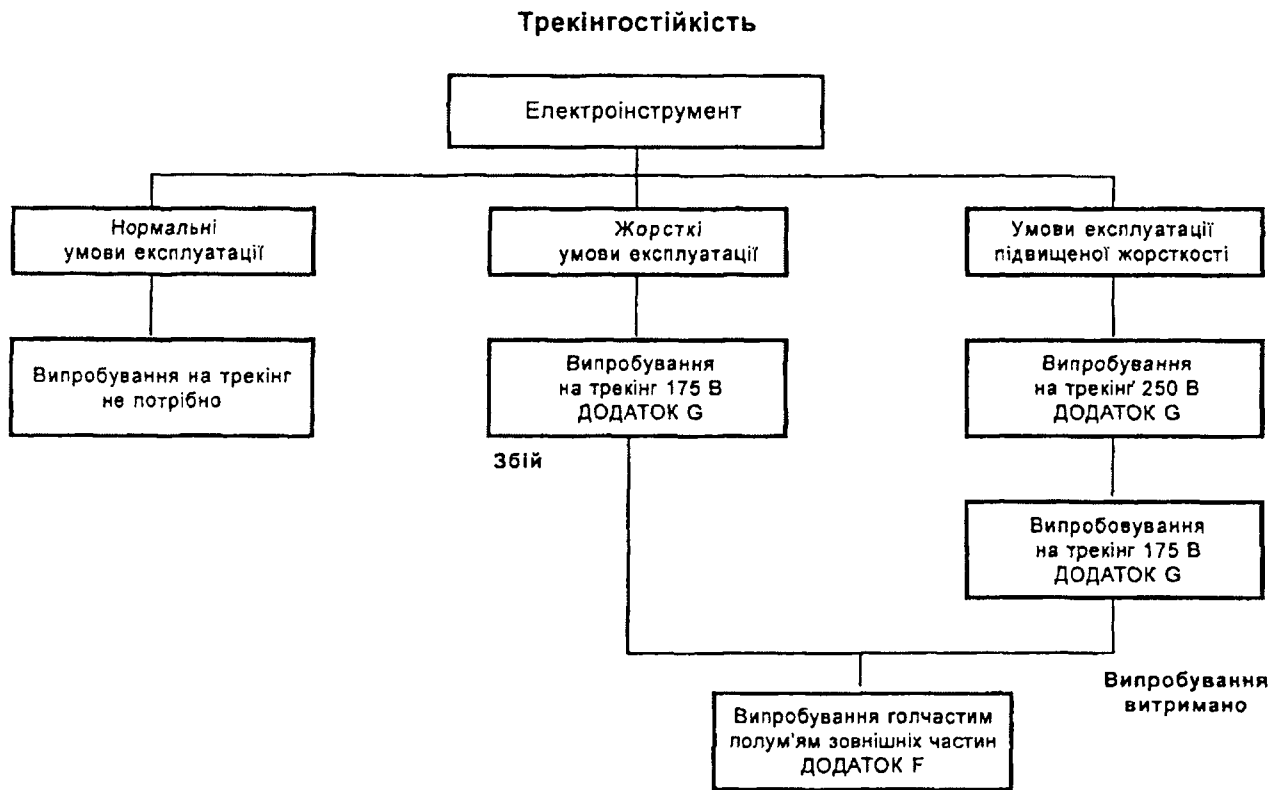 Трекінгостійкість
Електроінструмент
Нормальні
умови експлуатації
Жорсткі
умови експлуатації
Умови експлуатації
підвищеної жорсткості
Випробування на трекінг
не потрібно
Випробування
на трекінг 175 В
ДОДАТОК G
Випробування
на трекінґ 250 В
ДОДАТОК G
Збій
Випробовування
на трекінг 175 В
ДОДАТОК G
Випробування
витримано
Випробування голчастим
полум'ям зовнішніх частин
ДОДАТОК F